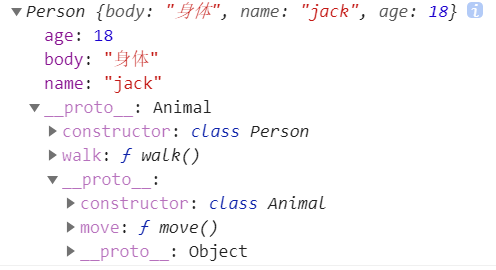 Person {body: "身体", name: "jack", age: 18} i
age: 18
body: "身体"
name: "jack"
__proto__: Animal
constructor: class Person
walk: ƒ walk()
__proto__:
constructor: class Animal
move: ƒ move()
__proto__: Object